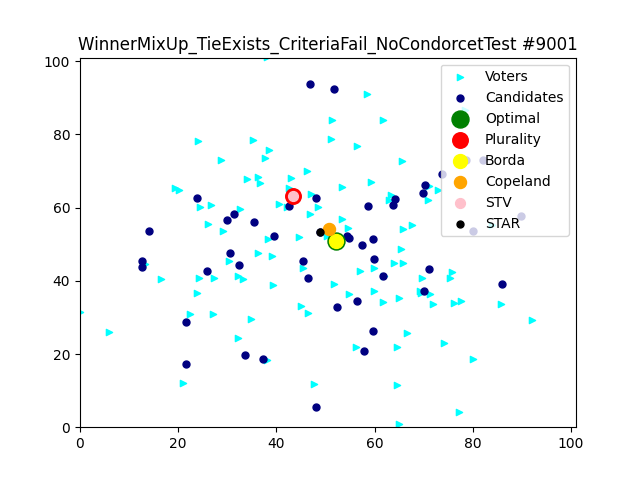 WinnerMixUp_TieExists_CriteriaFail_NoCondorcetTest #9001
100
80
60
40
20
0
0
20
40
60
80
100
Voters
Candidates
Optimal
Plurality
Borda
Copeland
STV
STAR